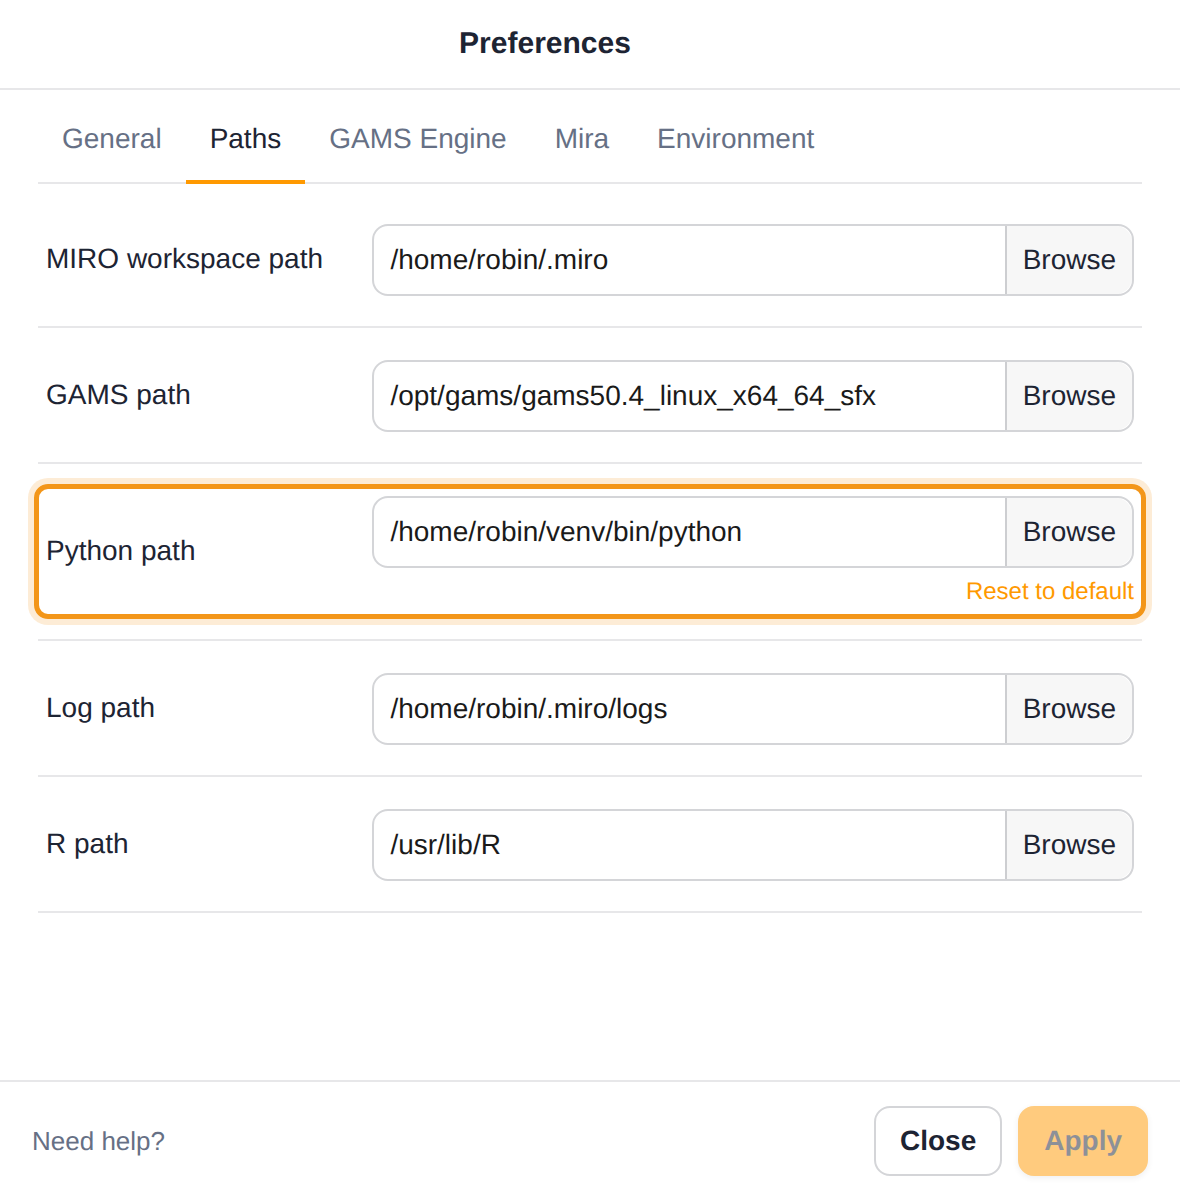 Preferences
General Paths GAMS Engine Mira Environment
MIRO workspace path /home/robin/.miro Browse
GAMS path /opt/gams/gams50.4_linux_x64_64_sfx Browse
Python path /home/robin/venv/bin/python Browse
Reset to default
Log path /home/robin/.miro/logs Browse
R path /usr/lib/R Browse
Need help? Close Apply